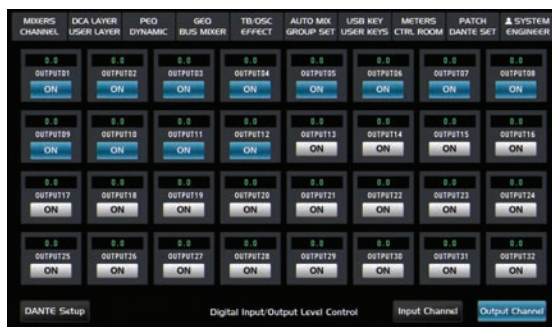 MIXERS DCA LAYER PEO GEO TB/OSC AUTO MIX USB KEY METERS PATCH SYSTEM
CHANNEL USER LAYER DYNAMIC BUS MIXER EFFECT GROUP SET USER KEYS CTRL ROOM DANTE SET ENGINEER
0.0 0.0 0.0 0.0 0.0 0.0 0.0 0.0
OUTPUT01 OUTPUT02 OUTPUT03 OUTPUT04 OUTPUT05 OUTPUT06 OUTPUT07 OUTPUT08
ON ON ON ON ON ON ON ON
0.0 0.0 0.0 0.0 0.0 0.0 0.0 0.0
OUTPUT09 OUTPUT10 OUTPUT11 OUTPUT12 OUTPUT13 OUTPUT14 OUTPUT15 OUTPUT16
ON ON ON ON ON ON ON ON
0.0 0.0 0.0 0.0 0.0 0.0 0.0 0.0
OUTPUT17 OUTPUT18 OUTPUT19 OUTPUT20 OUTPUT21 OUTPUT22 OUTPUT23 OUTPUT24
ON ON ON ON ON ON ON ON
0.0 0.0 0.0 0.0 0.0 0.0 0.0 0.0
OUTPUT25 OUTPUT26 OUTPUT27 OUTPUT28 OUTPUT29 OUTPUT30 OUTPUT31 OUTPUT32
ON ON ON ON ON ON ON ON
DANTE Setup Digital Input/Output Level Control Input Channel Output Channel